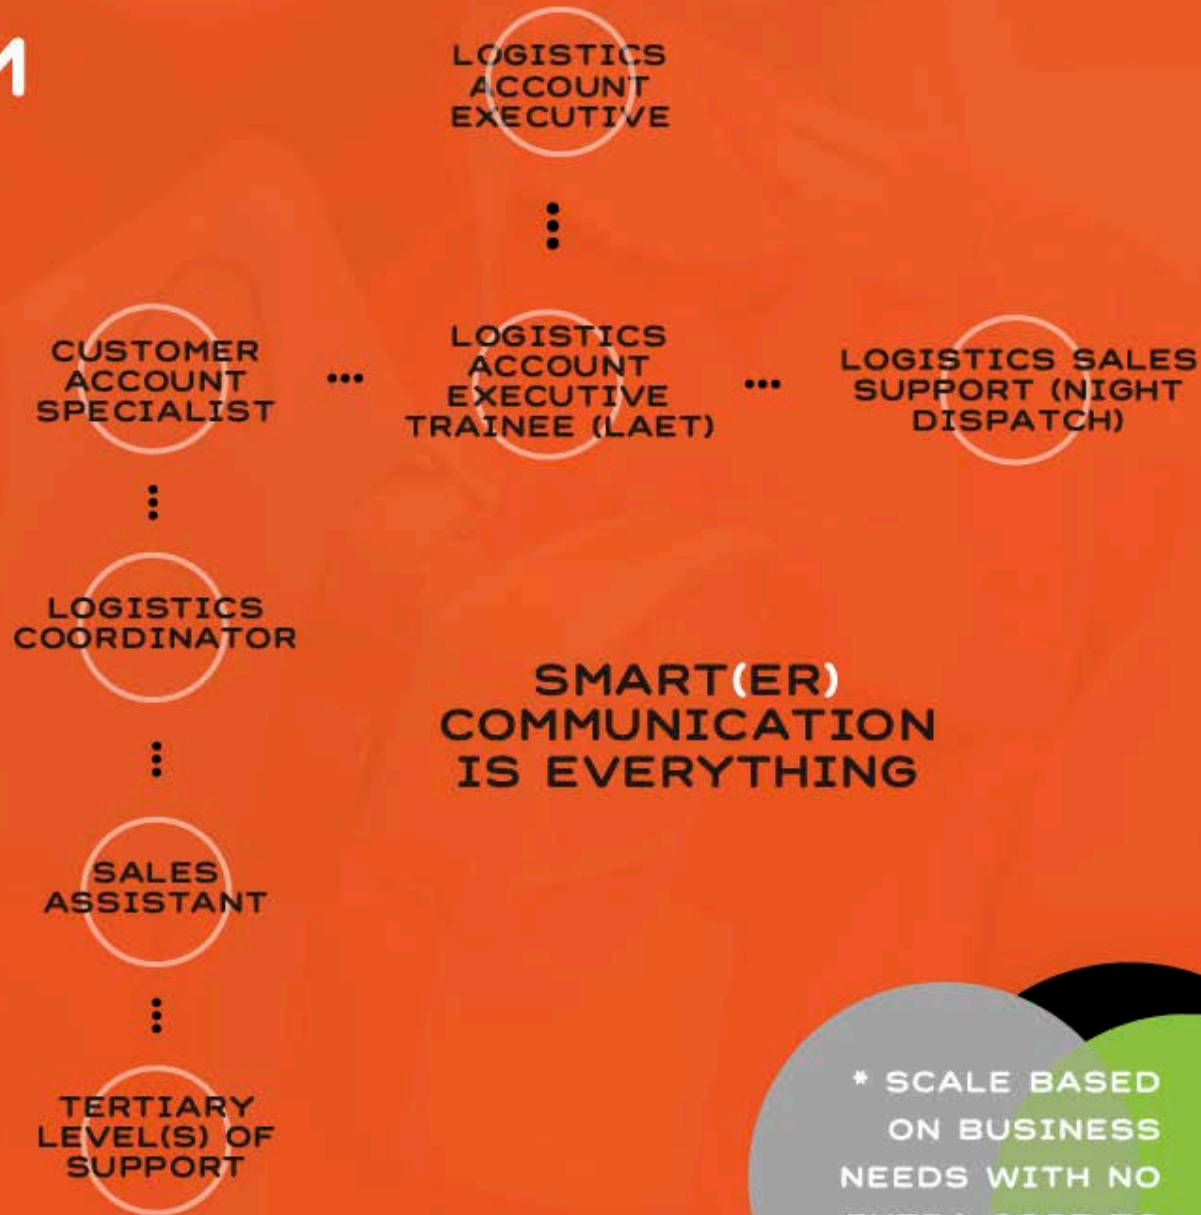 M
LOGISTICS
ACCOUNT
EXECUTIVE
CUSTOMER
ACCOUNT
SPECIALIST
LOGISTICS
ACCOUNT
EXECUTIVE
TRAINEE (LAET)
LOGISTICS SALES
SUPPORT (NIGHT
DISPATCH)
LOGISTICS
COORDINATOR
SMART(ER)
COMMUNICATION
IS EVERYTHING
SALES
ASSISTANT
TERTIARY
LEVEL(S) OF
SUPPORT
* SCALE BASED
ON BUSINESS
NEEDS WITH NO